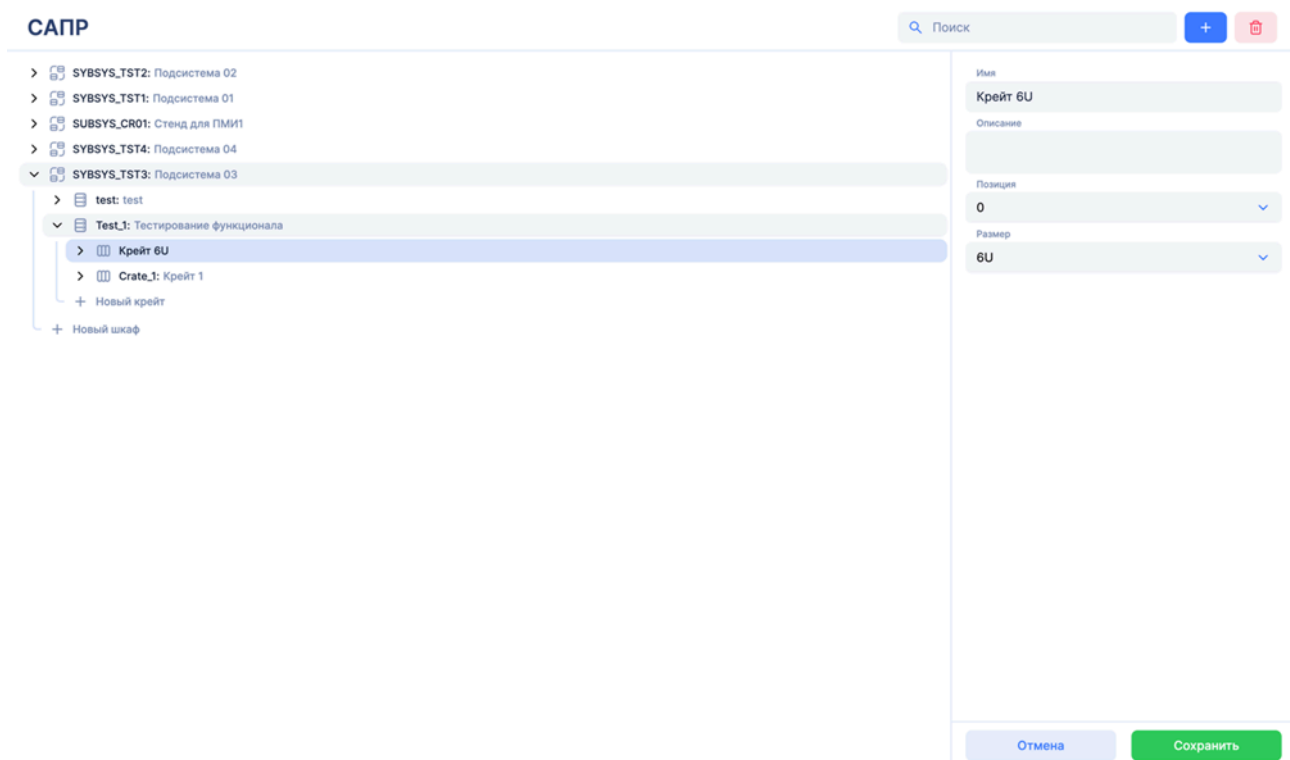 САПР
Поиск
SYBSYS_TST2: Подсистема 02
SYBSYS_TST1: Подсистема 01
SUBSYS_CR01: Стенд для ПМИ1
SYBSYS_TST4: Подсистема 04
SYBSYS_TST3: Подсистема 03
test: test
Test_1: Тестирование функционала
Крейт 6U
Crate_1: Крейт 1
Новый крейт
Новый шкаф
Имя
Крейт 6U
Описание
Позиция
0
Размер
6U
Отмена
Сохранить